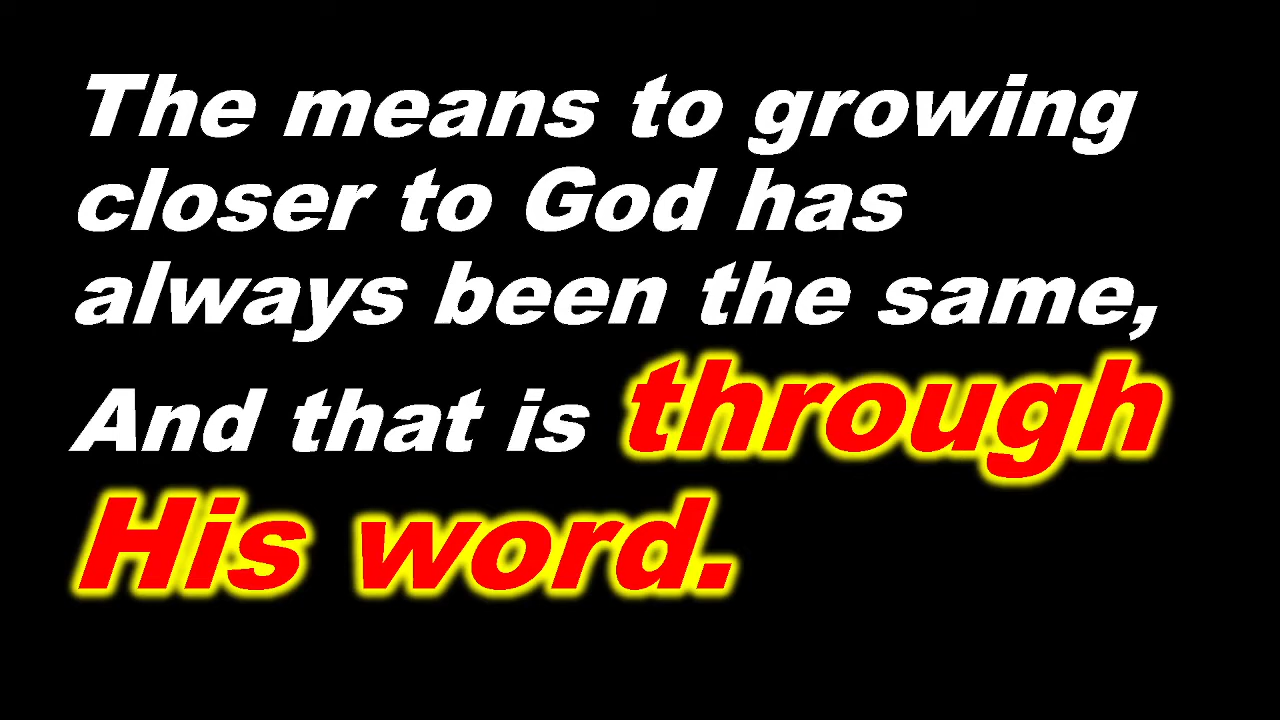 The means to growing
closer to God has
always been the same,
And that is through
His word.